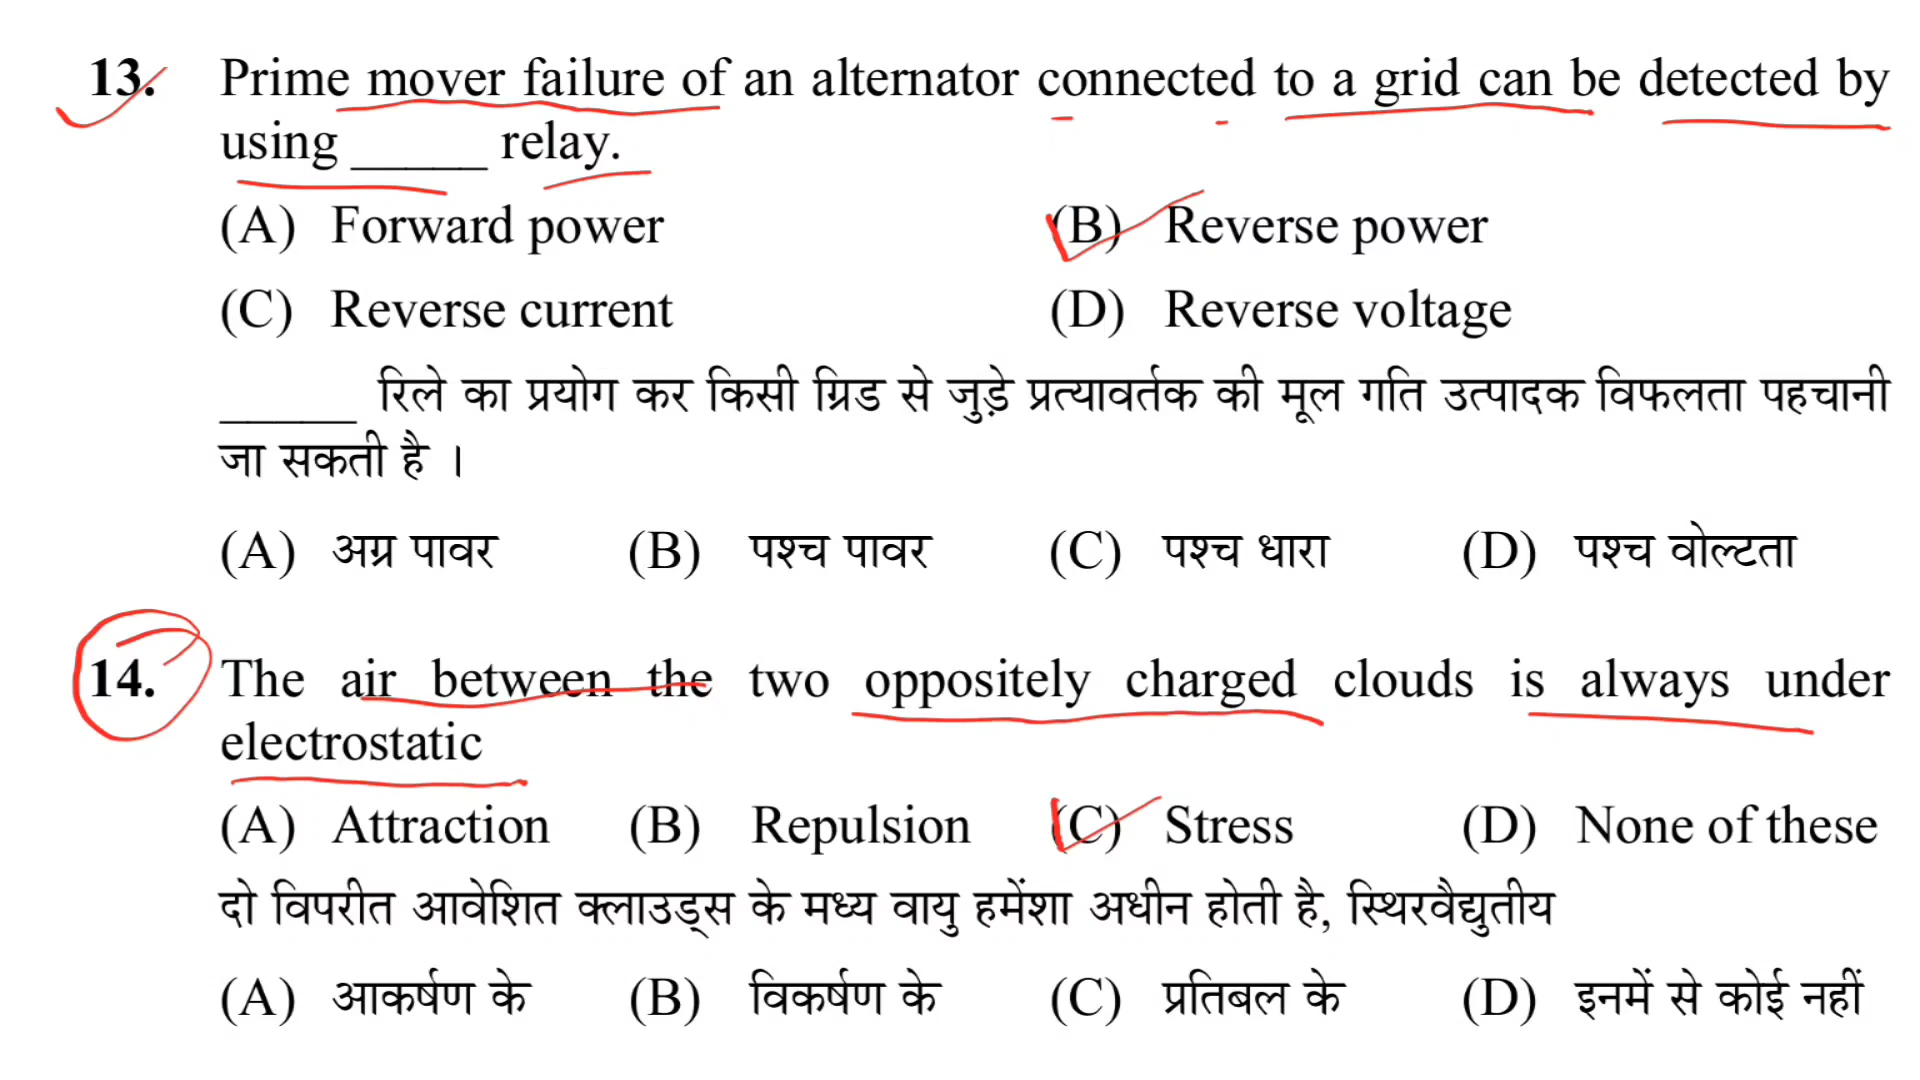 13. Prime mover failure of an alternator connected to a grid can be detected by
using _____ relay.
(A) Forward power (B) Reverse power
(C) Reverse current (D) Reverse voltage
_____ रिले का प्रयोग कर किसी ग्रिड से जुड़े प्रत्यावर्तक की मूल गति उत्पादक विफलता पहचानी
जा सकती है ।
(A) अग्र पावर (B) पश्च पावर (C) पश्च धारा (D) पश्च वोल्टता
14. The air between the two oppositely charged clouds is always under
electrostatic
(A) Attraction (B) Repulsion (C) Stress (D) None of these
दो विपरीत आवेशित क्लाउड्स के मध्य वायु हमेंशा अधीन होती है, स्थिरवैद्युतीय
(A) आकर्षण के (B) विकर्षण के (C) प्रतिबल के (D) इनमें से कोई नहीं